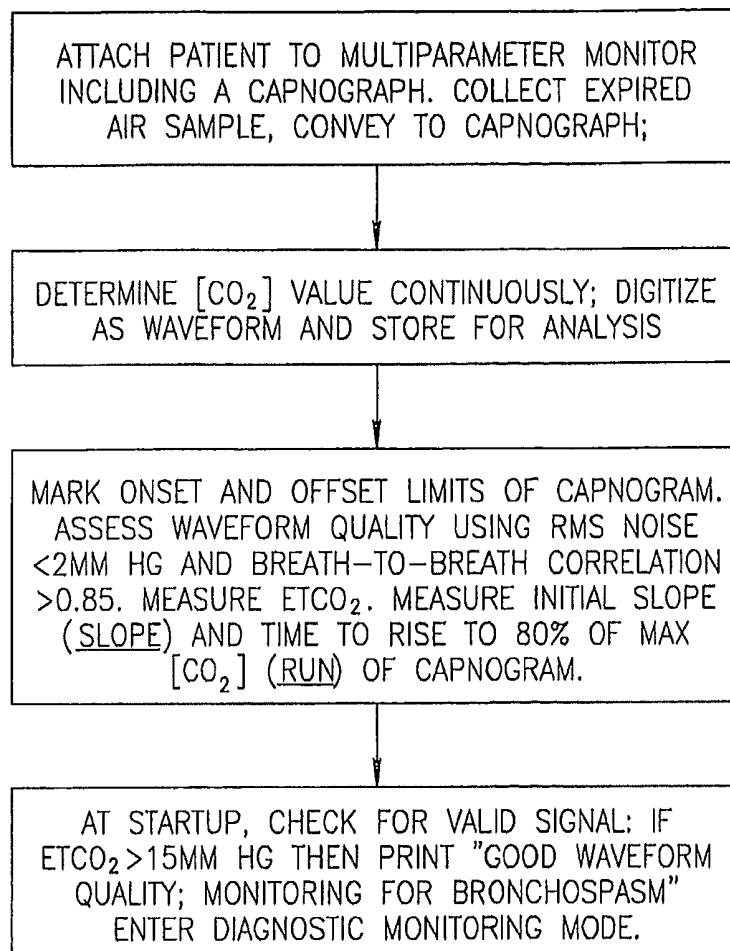 ATTACH PATIENT TO MULTIPARAMETER MONITOR
INCLUDING A CAPNOGRAPH. COLLECT EXPIRED
AIR SAMPLE, CONVEY TO CAPNOGRAPH;
DETERMINE [CO₂] VALUE CONTINUOUSLY; DIGITIZE
AS WAVEFORM AND STORE FOR ANALYSIS
MARK ONSET AND OFFSET LIMITS OF CAPNOGRAM.
ASSESS WAVEFORM QUALITY USING RMS NOISE
<2MM HG AND BREATH-TO-BREATH CORRELATION
>0.85. MEASURE ETCO₂. MEASURE INITIAL SLOPE
(SLOPE) AND TIME TO RISE TO 80% OF MAX
[CO₂] (RUN) OF CAPNOGRAM.
AT STARTUP, CHECK FOR VALID SIGNAL: IF
ETCO₂>15MM HG THEN PRINT "GOOD WAVEFORM
QUALITY; MONITORING FOR BRONCHOSPASM"
ENTER DIAGNOSTIC MONITORING MODE.